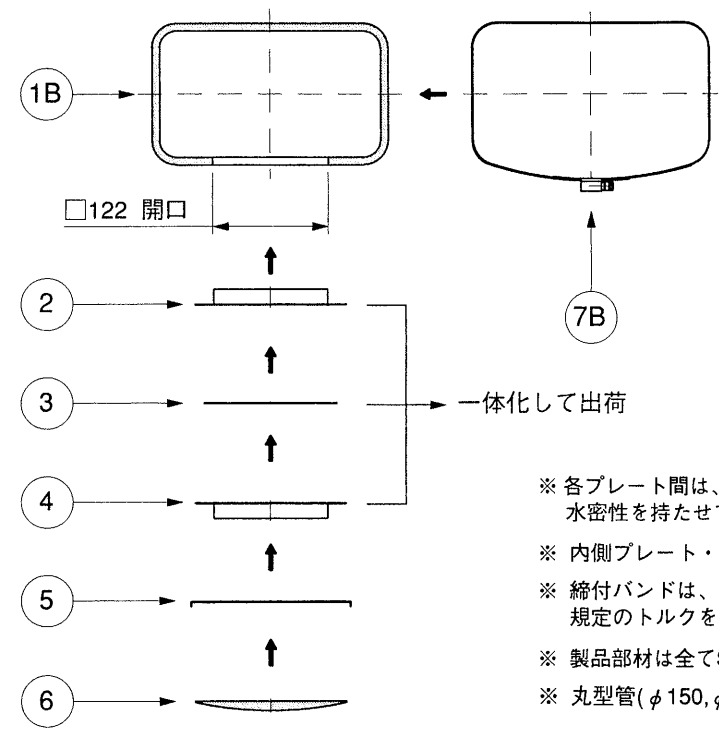 1B
□122 開口
2
7B
3
一体化して出荷
4
※ 各プレート間は、
水密性を持たせ
※ 内側プレート・
5
※ 締付バンドは、
規定のトルクを
※ 製品部材は全て
6
※ 丸型管(φ150,φ